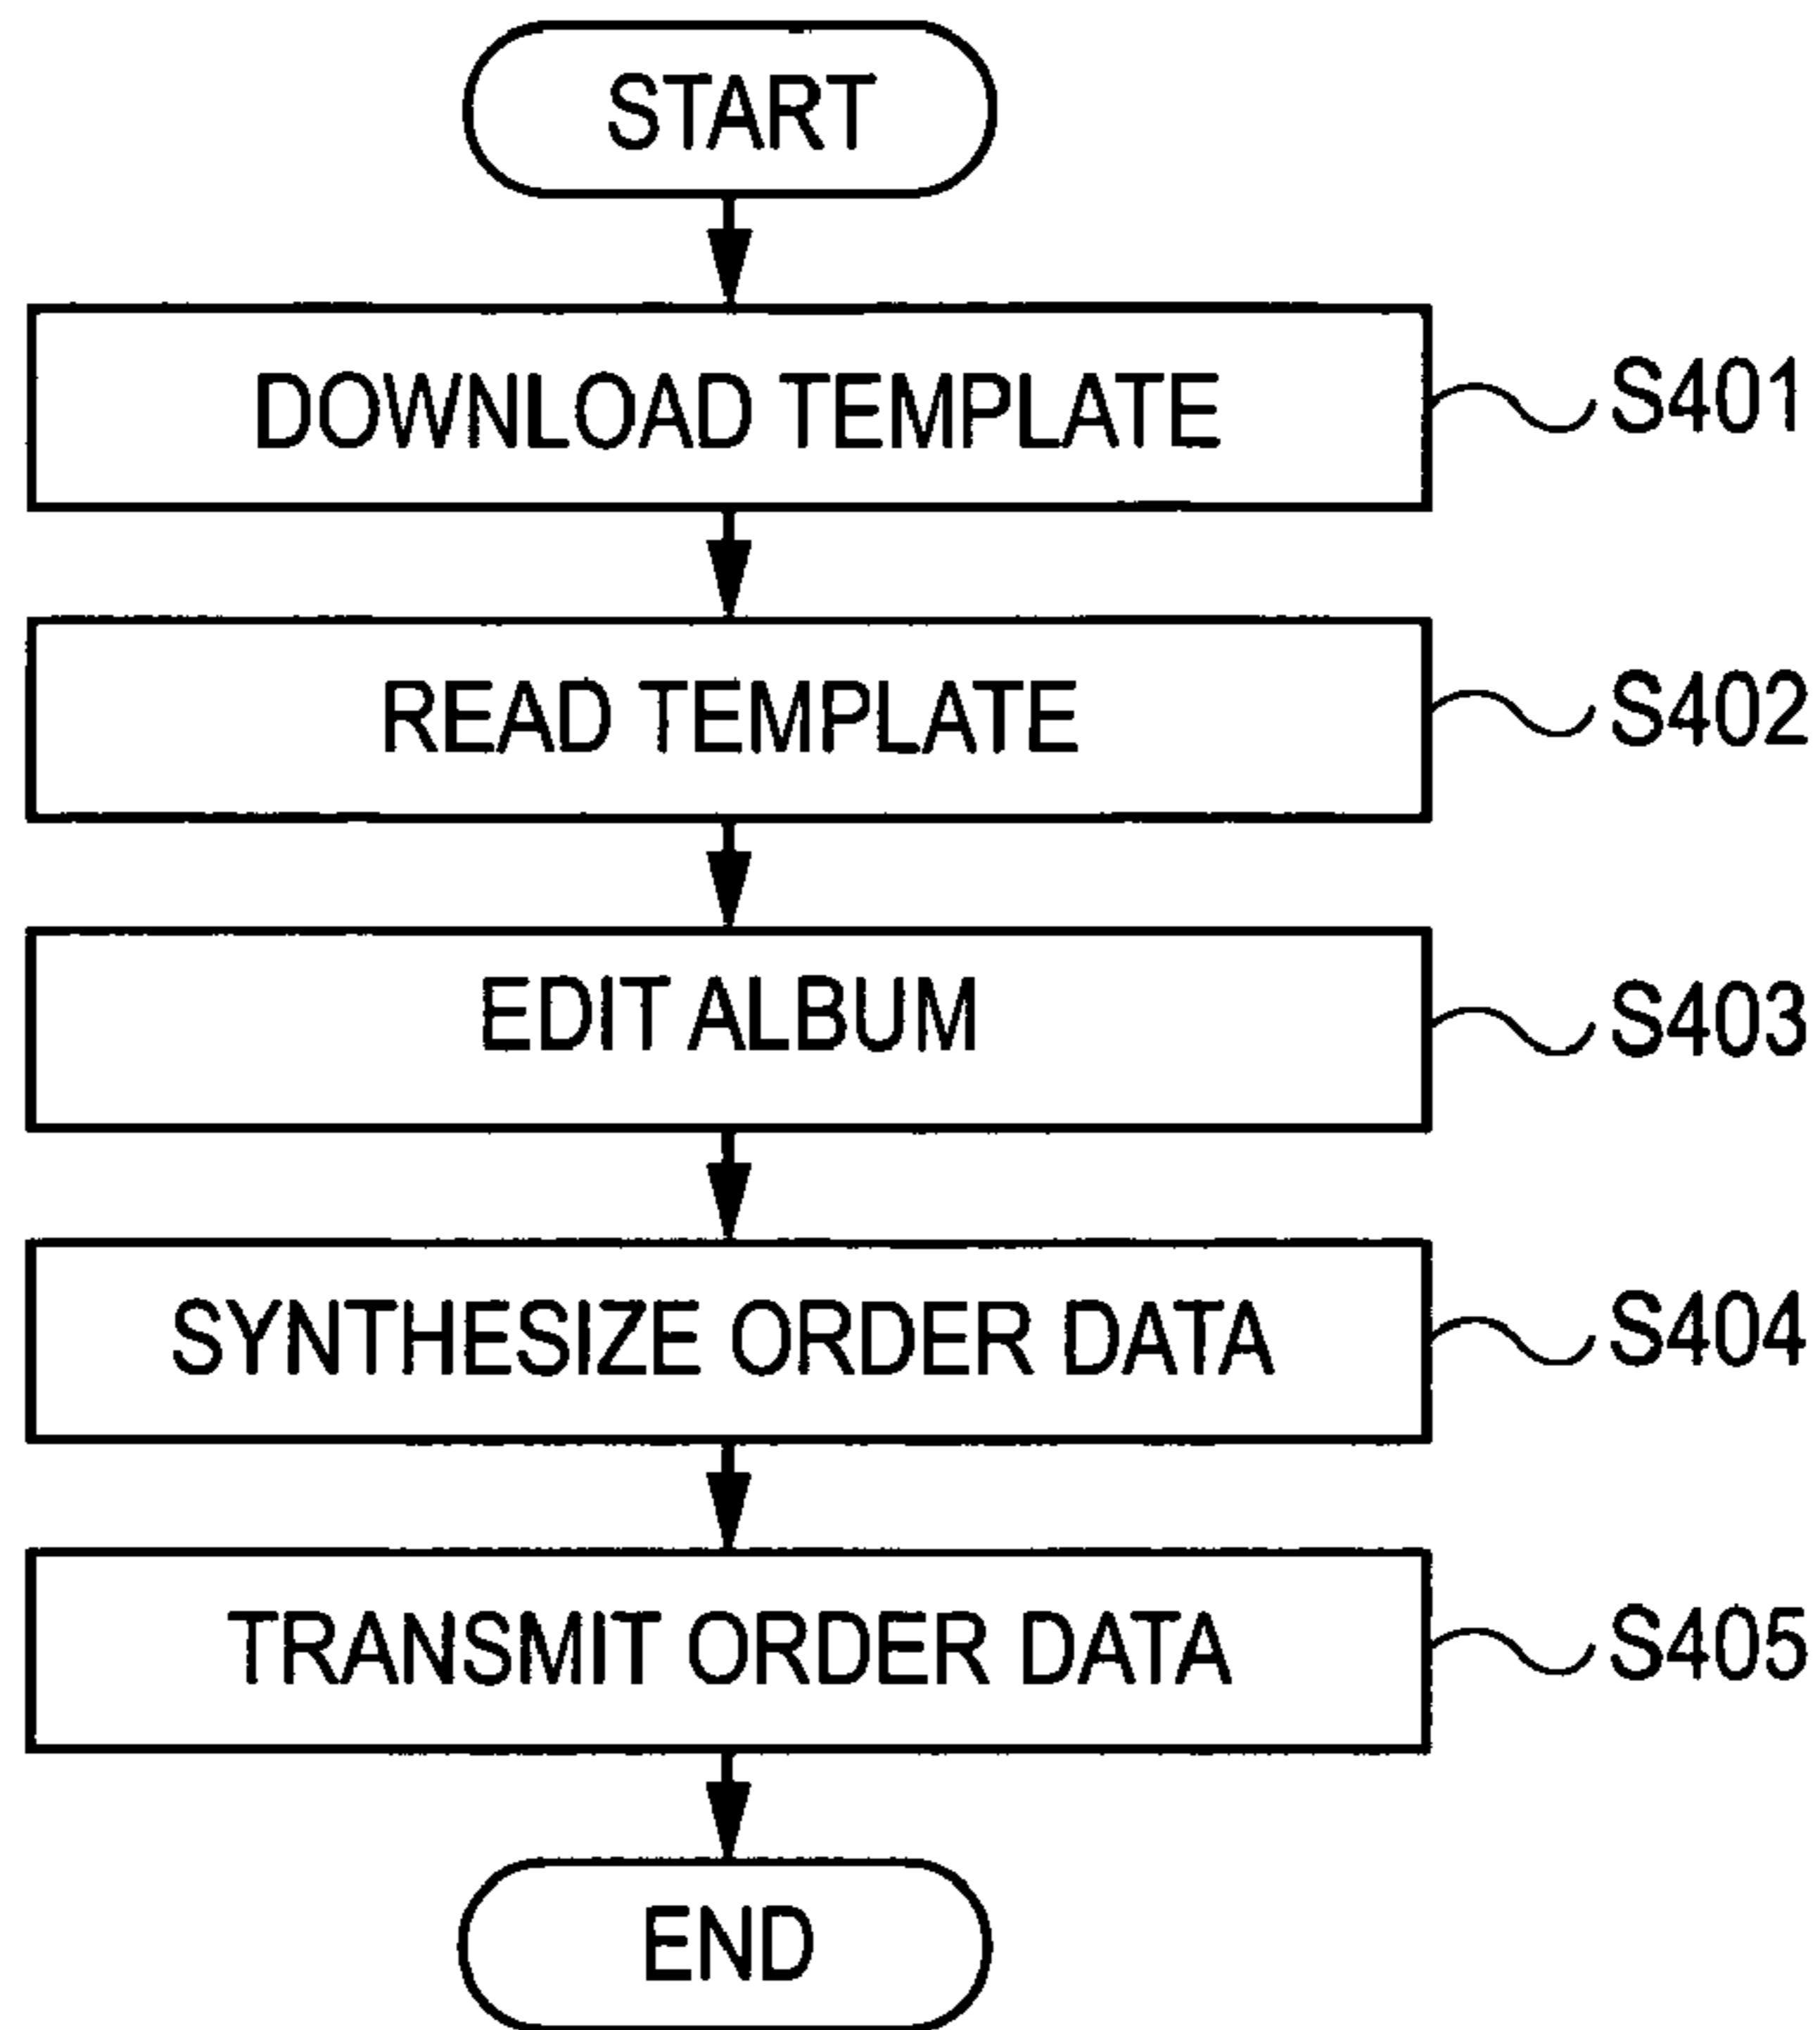 START
DOWNLOAD TEMPLATE
S401
READ TEMPLATE
S402
EDIT ALBUM
S403
SYNTHESIZE ORDER DATA
S404
TRANSMIT ORDER DATA
S405
END